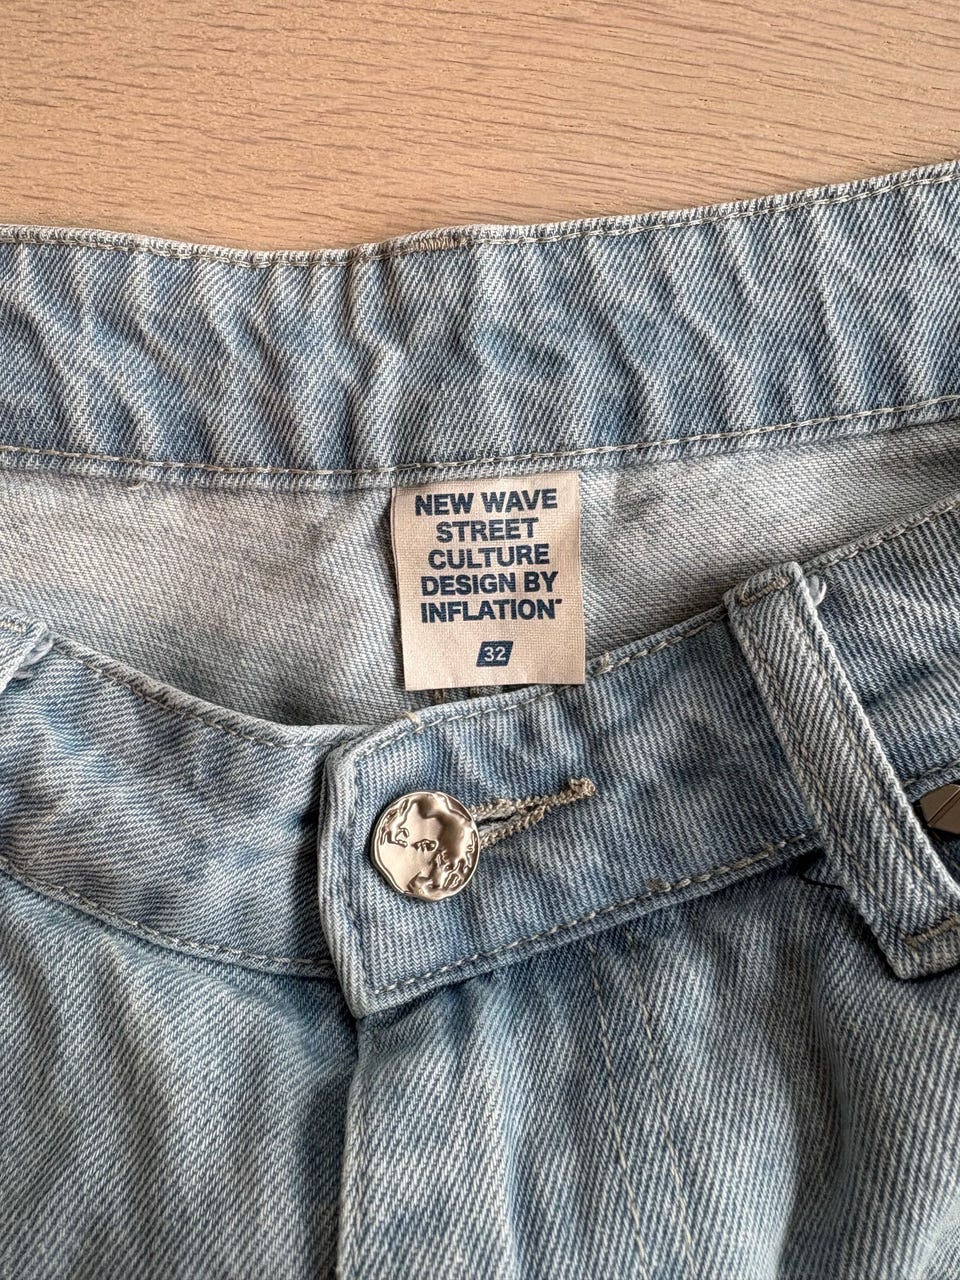 NEW WAVE
STREET
CULTURE
DESIGN BY
INFLATION
32